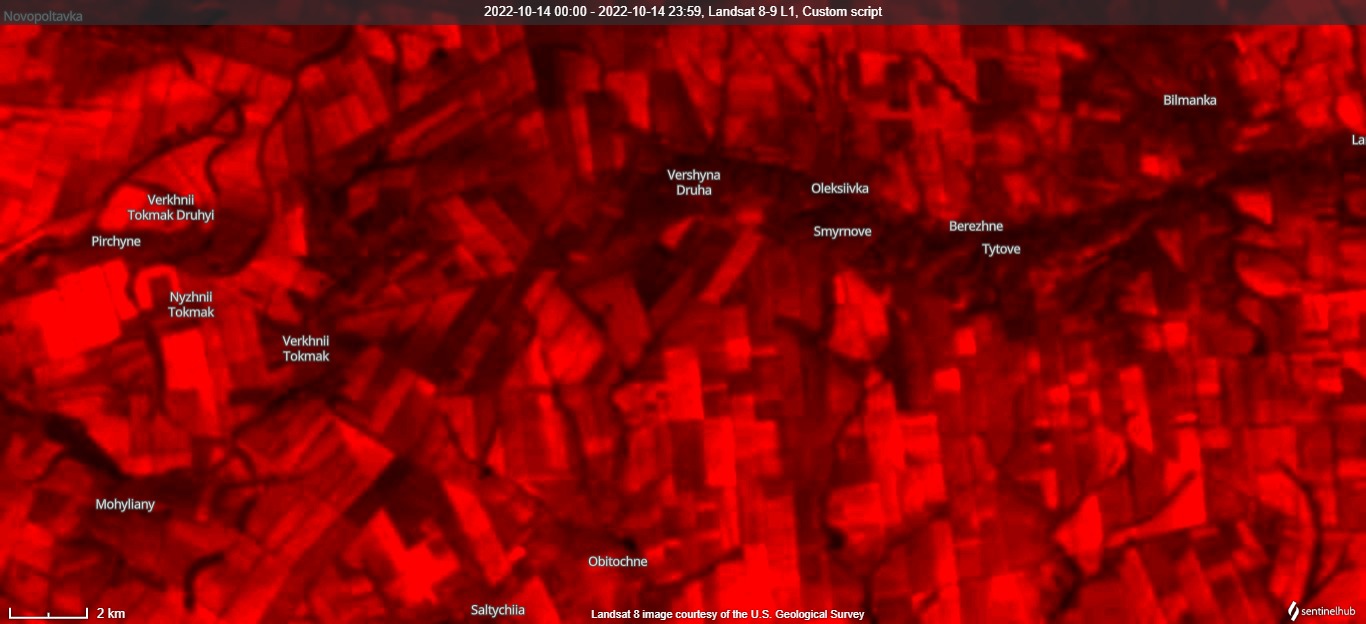 2022-10-14 00:00 - 2022-10-14 23:59, Landsat 8-9 L1, Custom script
Novopoltavka
Bilmanka
La
Vershyna
Druha
Oleksiivka
Verkhnii
Tokmak Druhyi
Pirchyne
Smyrnove
Berezhne
Tytove
Nyzhnii
Tokmak
Verkhnii
Tokmak
Mohyliany
Obitochne
Saltychiia
2 km
Landsat 8 image courtesy of the U.S. Geological Survey
sentinelhub